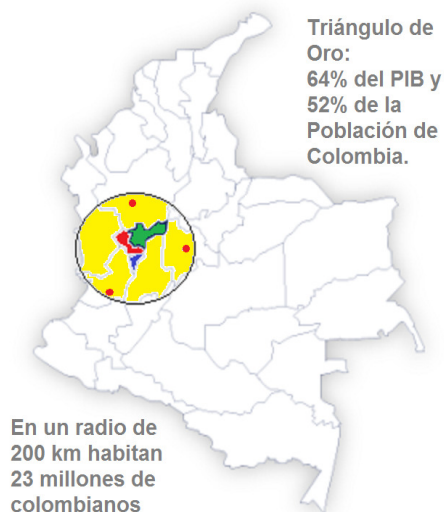 Triángulo de
Oro:
64% del PIB y
52% de la
Población de
Colombia.
En un radio de
200 km habitan
23 millones de
colombianos